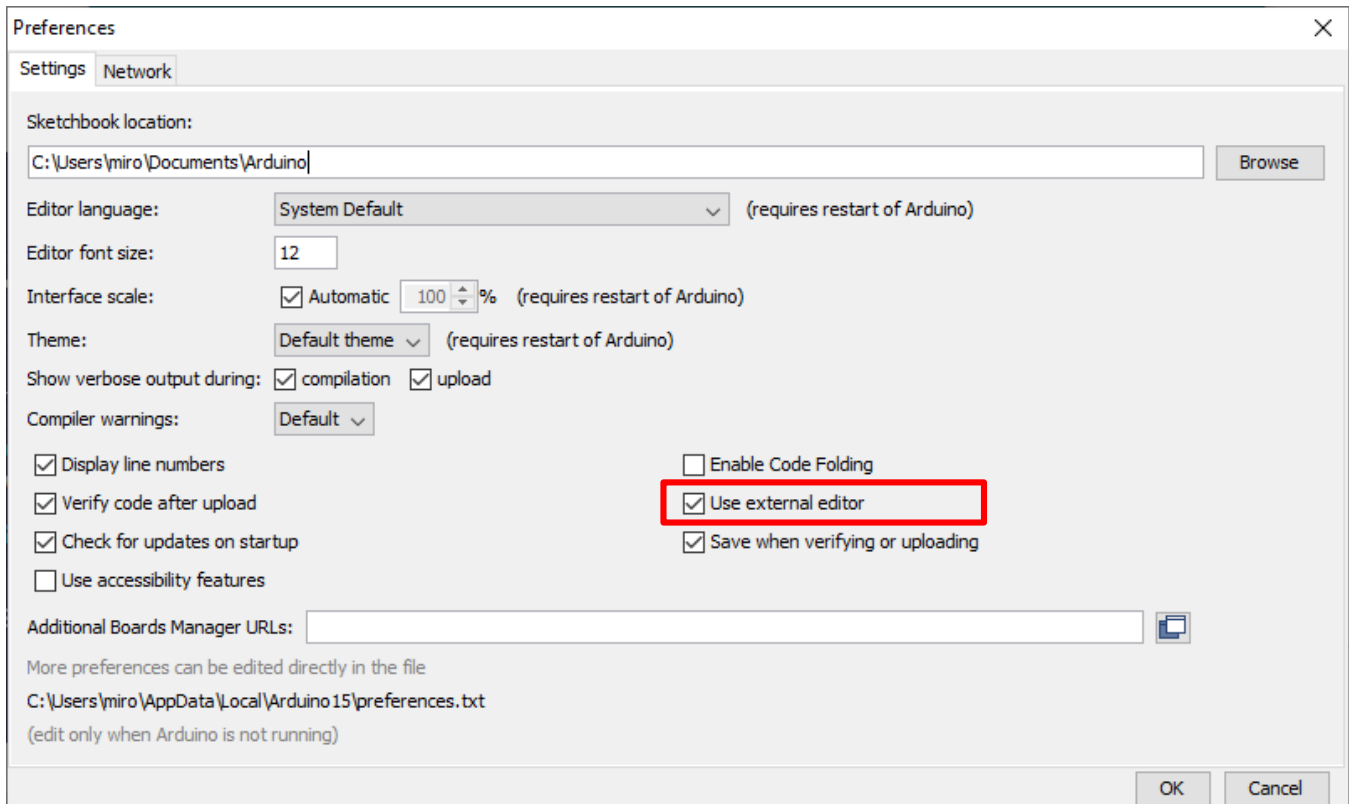 Preferences
Settings Network
Sketchbook location:
C:\Users\miro\Documents\Arduino Browse
Editor language: System Default (requires restart of Arduino)
Editor font size: 12
Interface scale: Automatic 100 % (requires restart of Arduino)
Theme: Default theme (requires restart of Arduino)
Show verbose output during: compilation upload
Compiler warnings: Default
Display line numbers Enable Code Folding
Verify code after upload Use external editor
Check for updates on startup Save when verifying or uploading
Use accessibility features
Additional Boards Manager URLs:
More preferences can be edited directly in the file
C:\Users\miro\AppData\Local\Arduino15\preferences.txt
(edit only when Arduino is not running)
OK Cancel